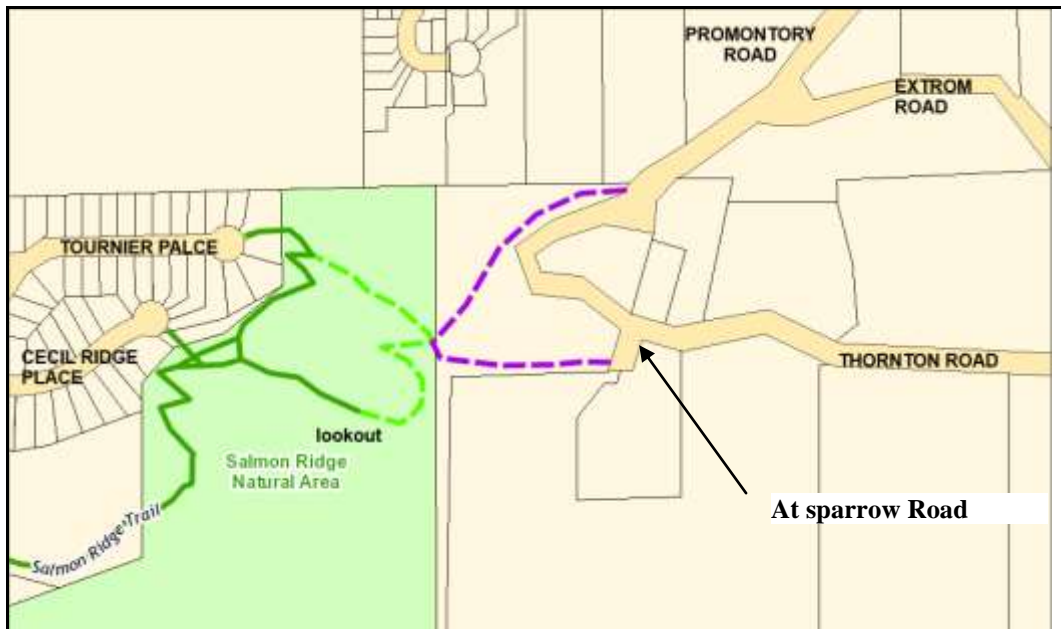 PROMONTORY
ROAD
EXTROM
ROAD
TOURNIER PALCE
CECIL RIDGE
PLACE
THORNTON ROAD
lookout
Salmon Ridge
Natural Area
At sparrow Road
Salmon Ridge Trail